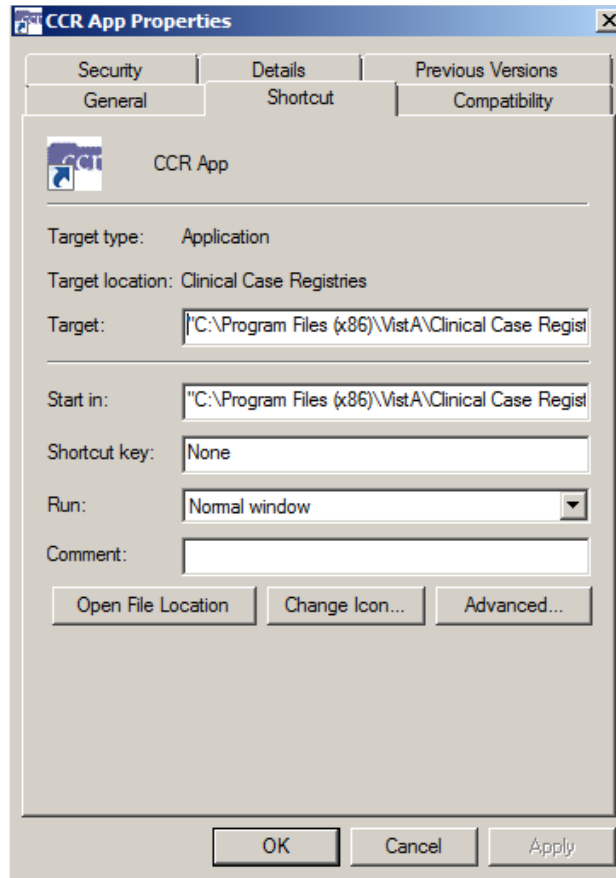 CCR App Properties
Security Details Previous Versions
General Shortcut Compatibility
CCR App
Target type: Application
Target location: Clinical Case Registries
Target: "C:\Program Files (x86)\VistA\Clinical Case Regist
Start in: "C:\Program Files (x86)\VistA\Clinical Case Regist
Shortcut key: None
Run: Normal window
Comment:
Open File Location Change Icon... Advanced...
OK Cancel Apply